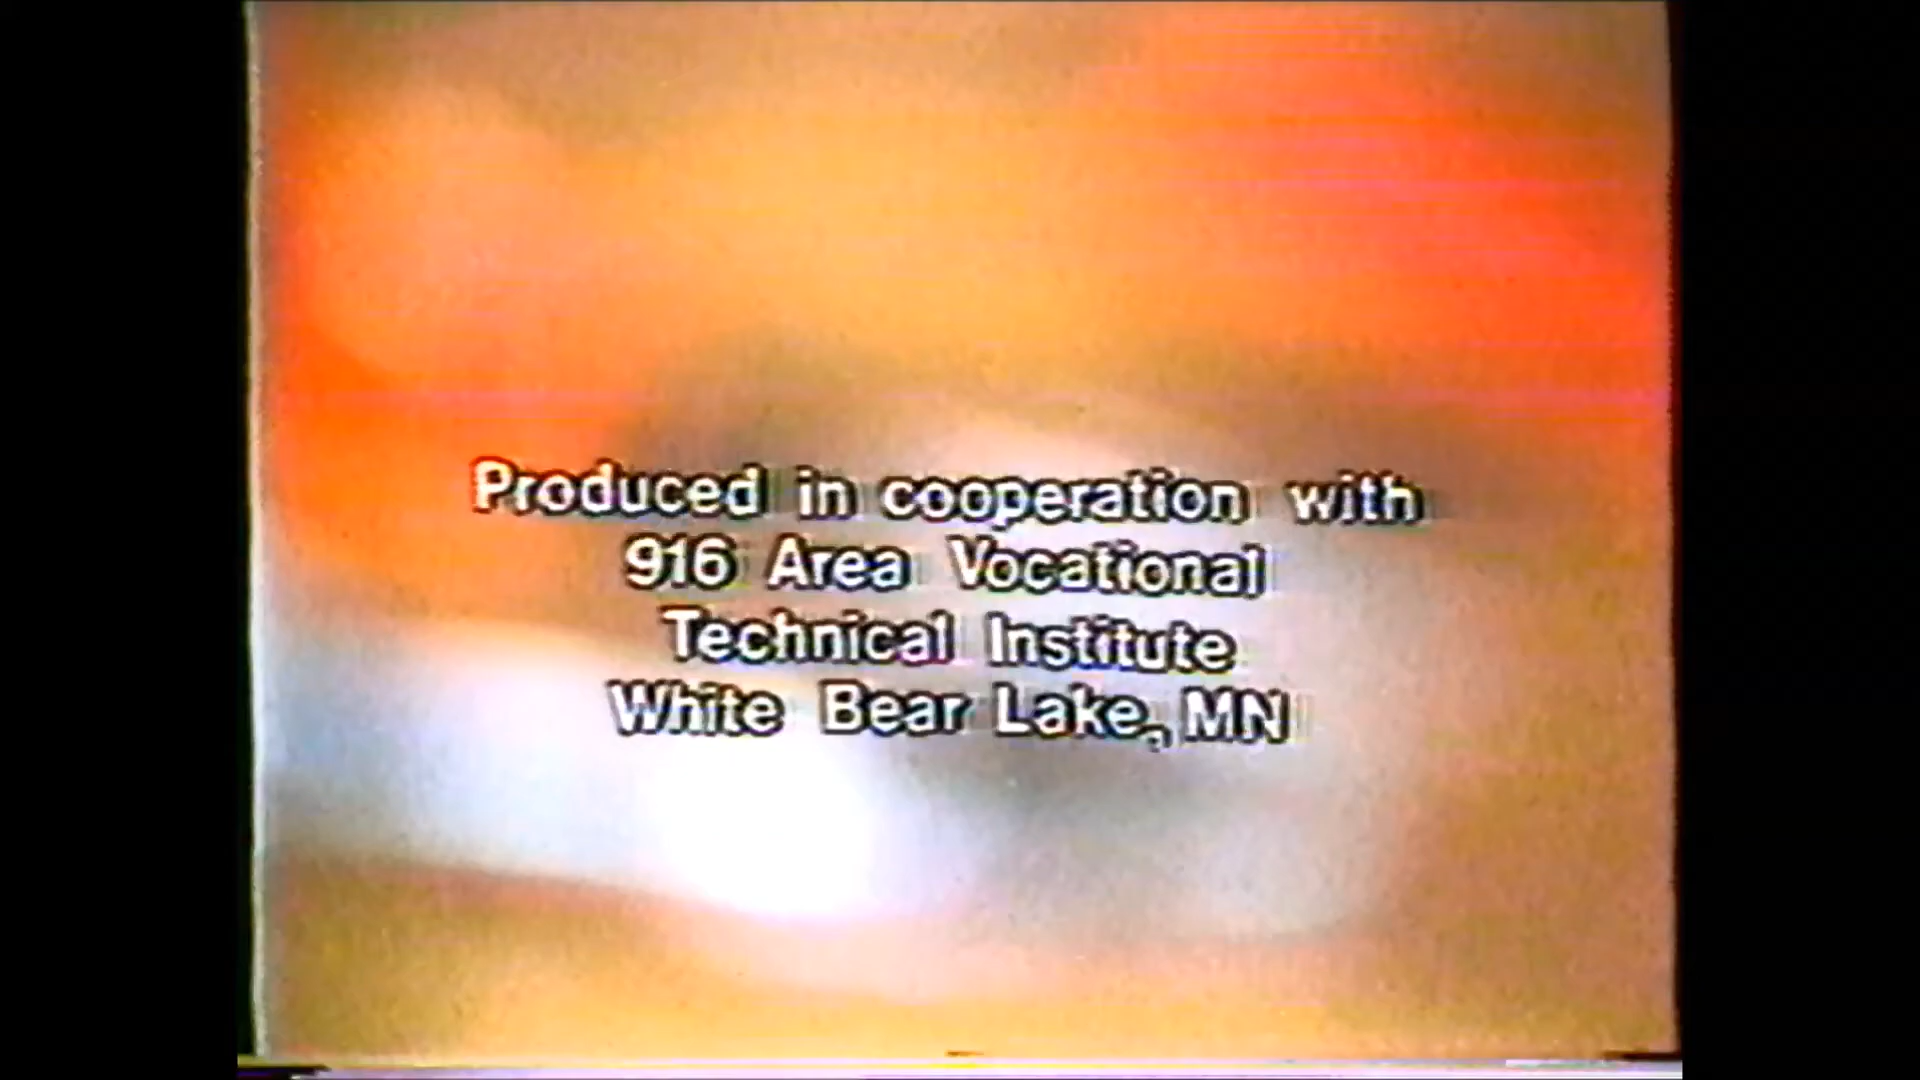 Produced in cooperation with
916 Area Vocational
Technical Institute
White Bear Lake, MN